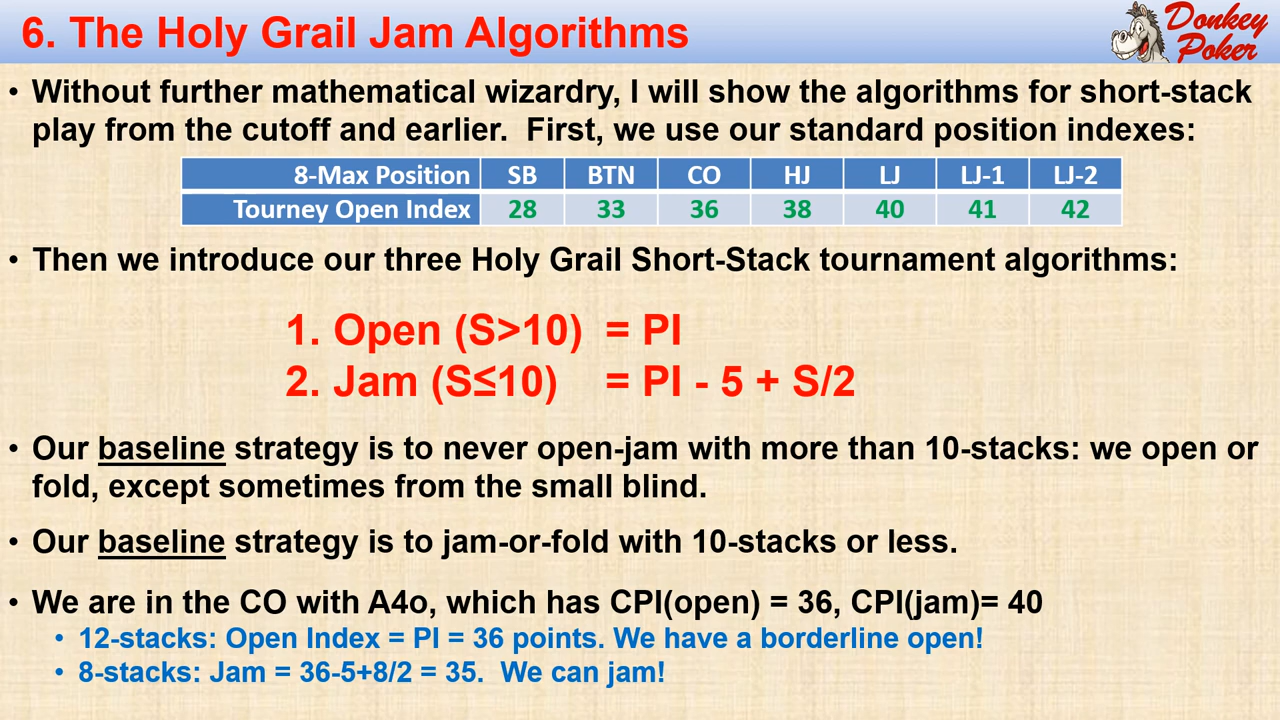 6. The Holy Grail Jam Algorithms
Donkey
Poker
• Without further mathematical wizardry, I will show the algorithms for short-stack
play from the cutoff and earlier. First, we use our standard position indexes:
8-Max Position SB BTN CO HJ LJ LJ-1 LJ-2
Tourney Open Index 28 33 36 38 40 41 42
• Then we introduce our three Holy Grail Short-Stack tournament algorithms:
1. Open (S>10) = PI
2. Jam (S≤10) = PI - 5 + S/2
• Our baseline strategy is to never open-jam with more than 10-stacks: we open or
fold, except sometimes from the small blind.
• Our baseline strategy is to jam-or-fold with 10-stacks or less.
• We are in the CO with A4o, which has CPI(open) = 36, CPI(jam)= 40
• 12-stacks: Open Index = PI = 36 points. We have a borderline open!
• 8-stacks: Jam = 36-5+8/2 = 35. We can jam!